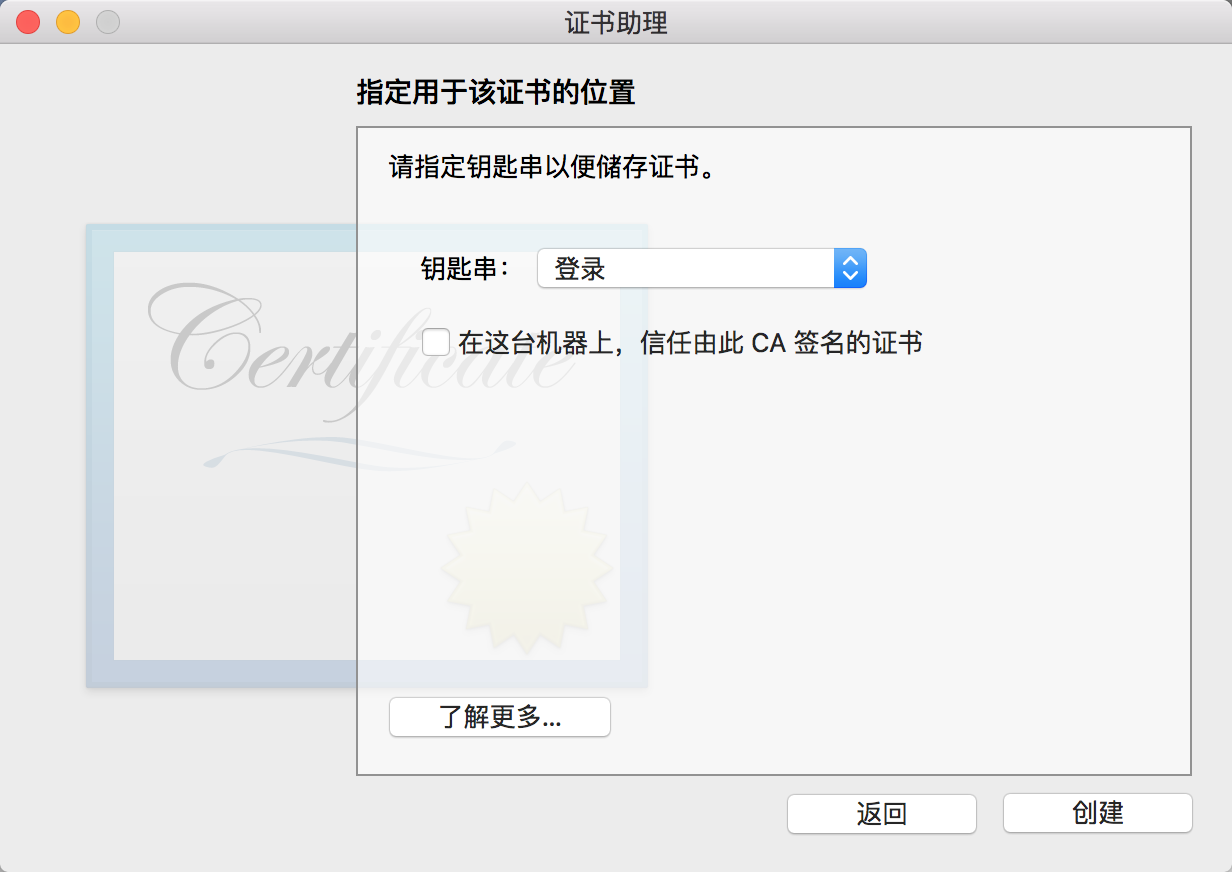 证书助理
指定用于该证书的位置
请指定钥匙串以便储存证书。
钥匙串：
登录
在这台机器上，信任由此 CA 签名的证书
Certificate
了解更多...
返回
创建